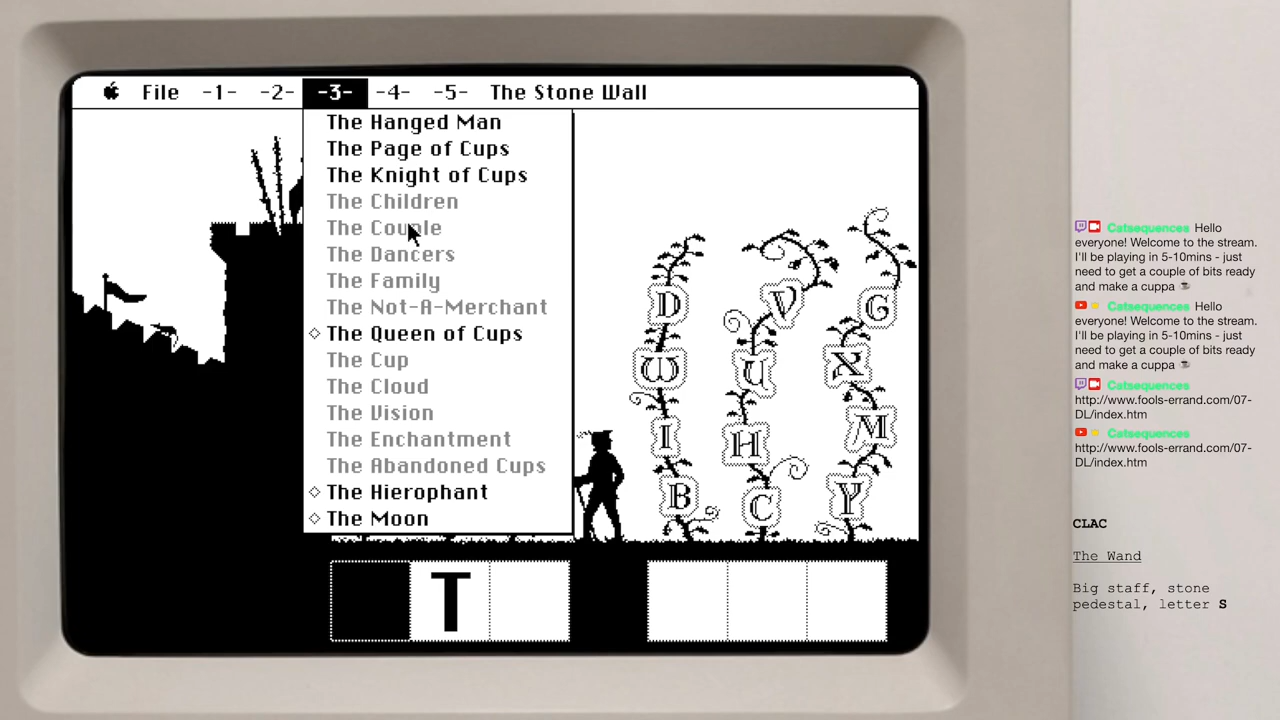 File -1- -2- -3- -4- -5- The Stone Wall
The Hanged Man
The Page of Cups
The Knight of Cups
The Children
The Couple
The Dancers
The Family
The Not-A-Merchant
The Queen of Cups
The Cup
The Cloud
The Vision
The Enchantment
The Abandoned Cups
The Hierophant
The Moon
D V G
W U X
I H M
B C Y
T
Catsequences Hello
everyone! Welcome to the stream.
I'll be playing in 5-10mins - just
need to get a couple of bits ready
and make a cuppa
Catsequences Hello
everyone! Welcome to the stream.
I'll be playing in 5-10mins - just
need to get a couple of bits ready
and make a cuppa
Catsequences
http://www.fools-errand.com/07-
DL/index.htm
Catsequences
http://www.fools-errand.com/07-
DL/index.htm
CLAC
The Wand
Big staff, stone
pedestal, letter S